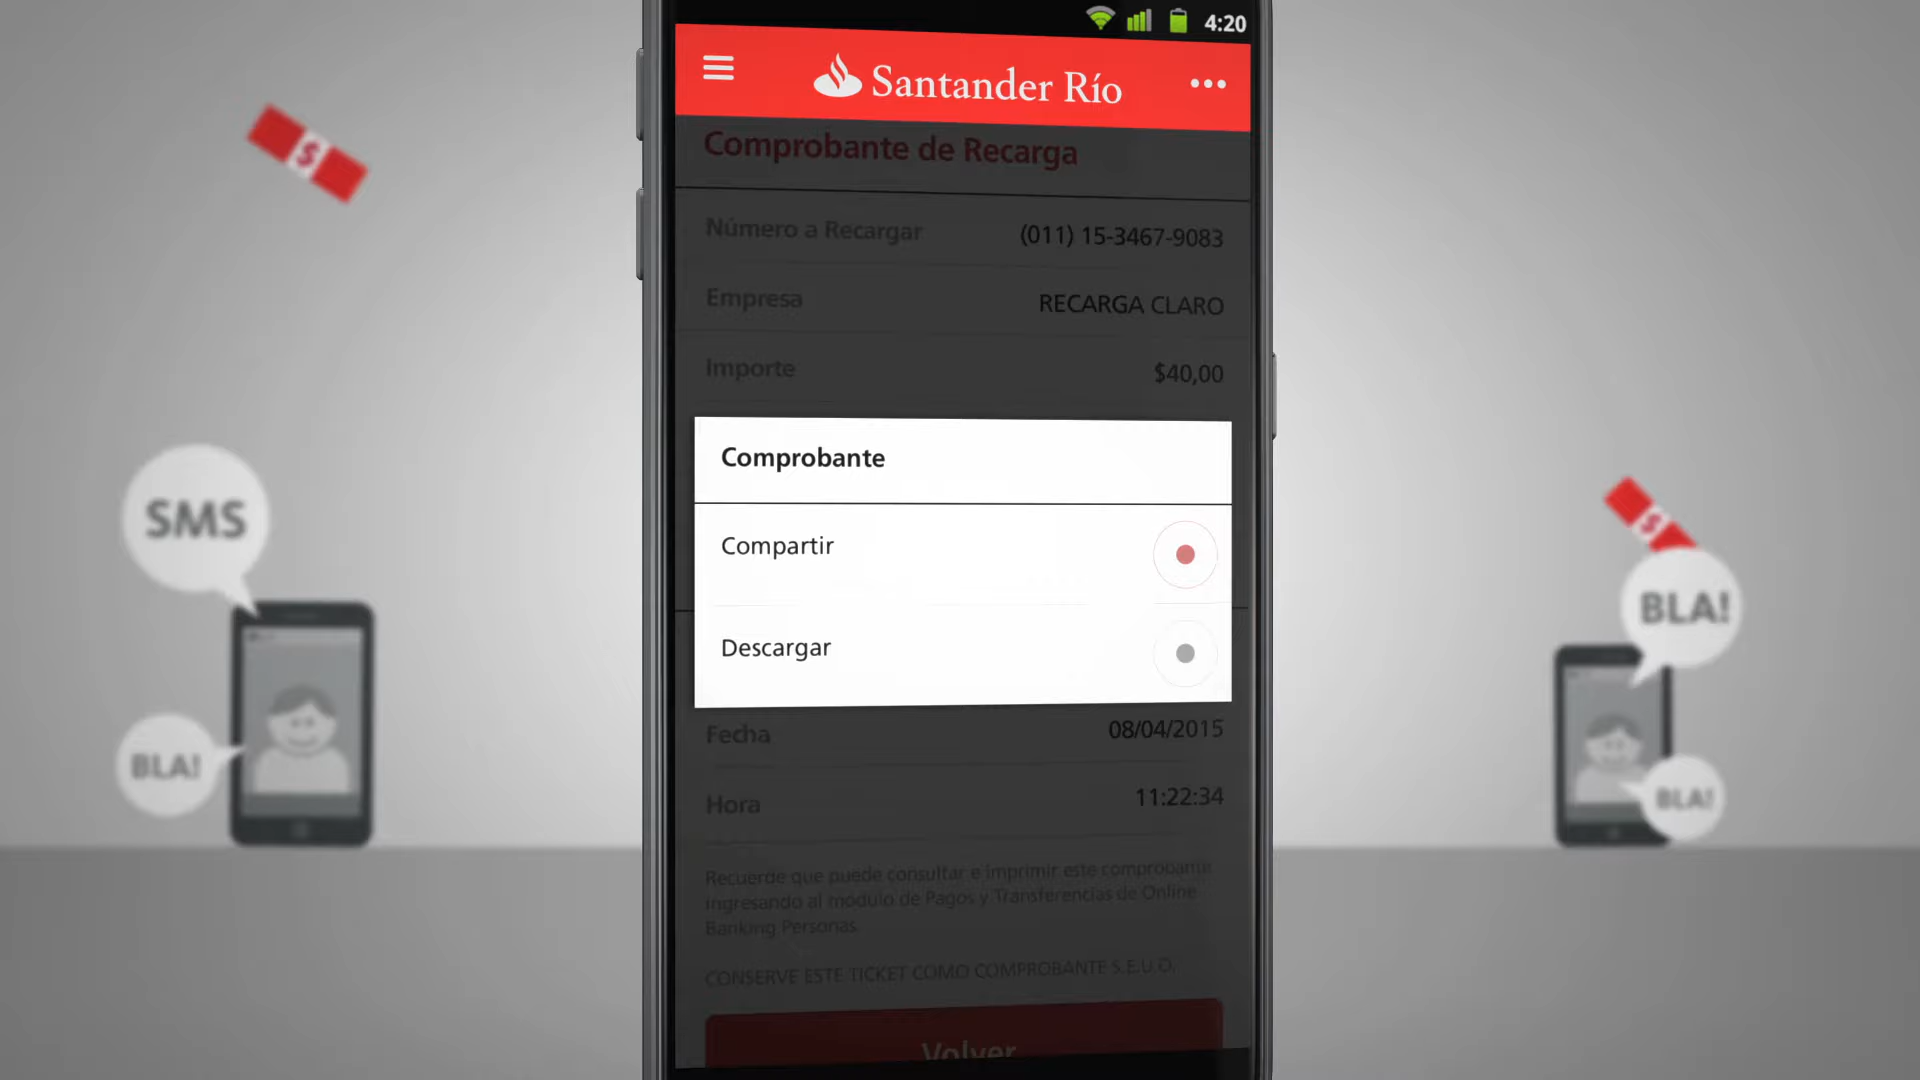 4:20
Santander Río
Comprobante de Recarga
Número a Recargar (011) 15-3467-9083
Empresa RECARGA CLARO
Importe $40,00
Comprobante
Compartir
Descargar
Fecha 08/04/2015
Hora 11:22:34
Recuerde que puede consultar e imprimir este comprobante
ingresando al módulo de Pagos y Transferencias de Online
Banking Personas.
CONSERVE ESTE TICKET COMO COMPROBANTE S.E.U.O.
Volver
$
SMS
BLA!
$
BLA!
BLA!